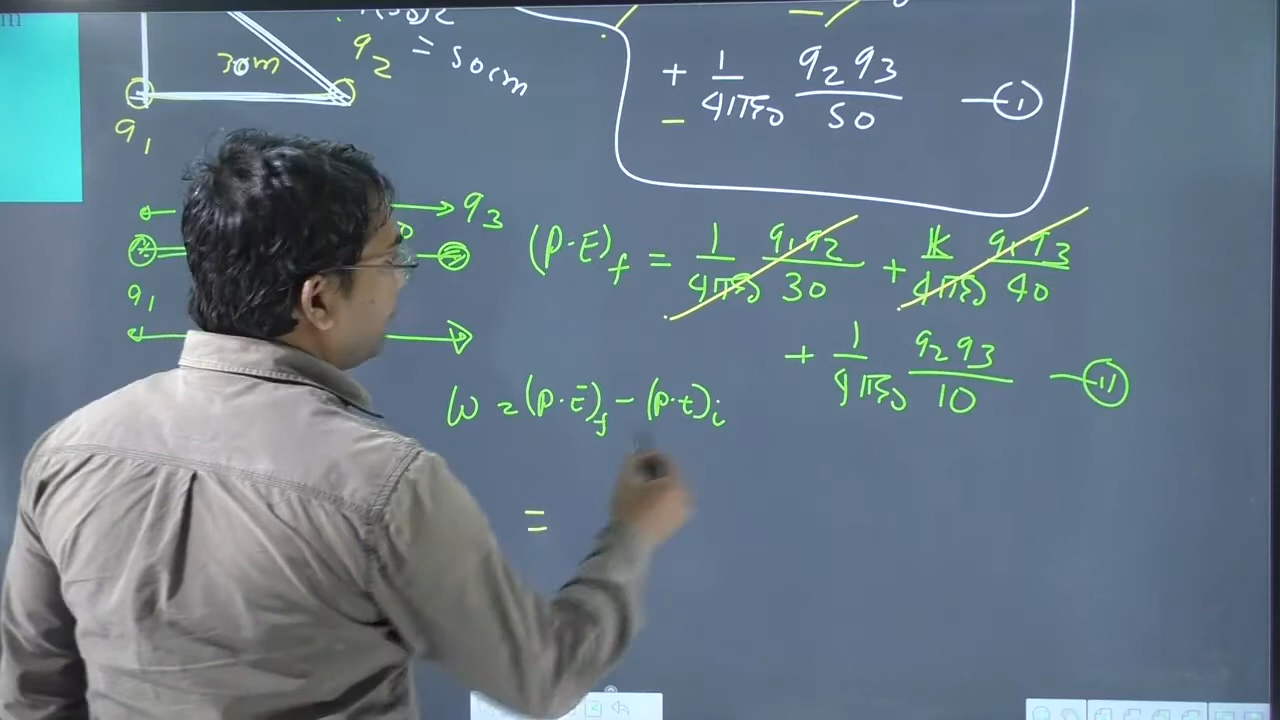 m
30m
q2
= 50cm
q1
+ 1/4πε0 q2q3/50 —(1)
-
q3
q1
(P.E)f = 1/4πε0 q1q2/30 + k/4πε0 q1q3/40
+ 1/4πε0 q2q3/10 —(11)
W = (P.E)f - (P.E)i
=